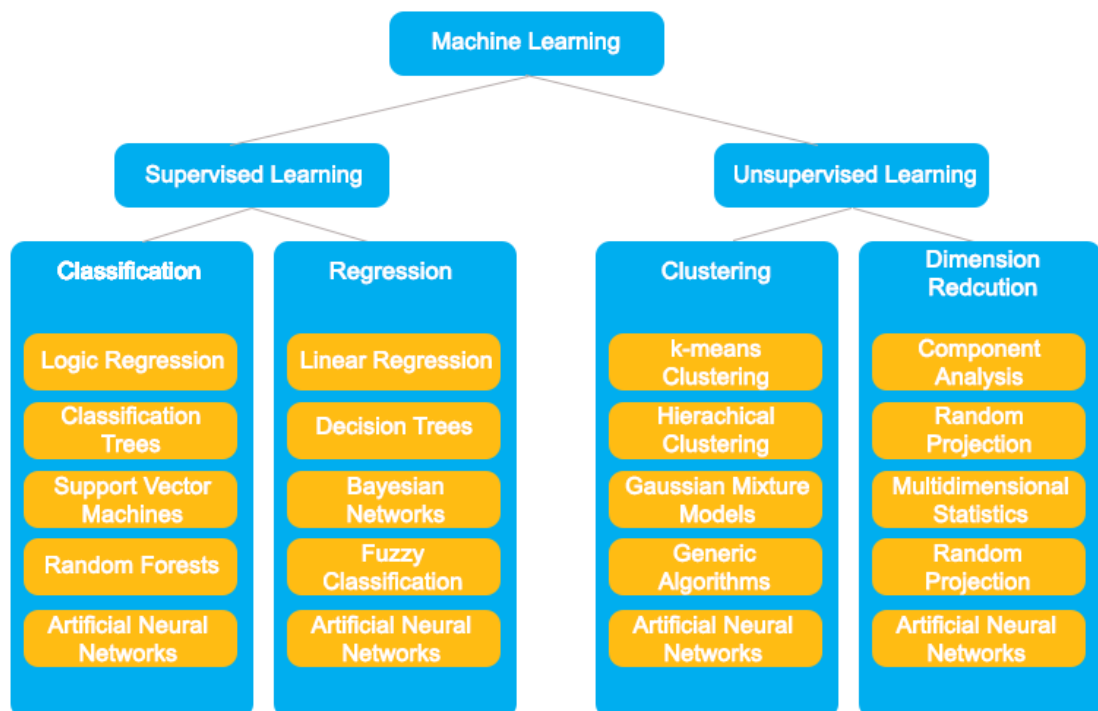 Machine Learning
Supervised Learning
Unsupervised Learning
Classification
Logic Regression
Classification
Trees
Support Vector
Machines
Random Forests
Artificial Neural
Networks
Regression
Linear Regression
Decision Trees
Bayesian
Networks
Fuzzy
Classification
Artificial Neural
Networks
Clustering
k-means
Clustering
Hierachical
Clustering
Gaussian Mixture
Models
Generic
Algorithms
Artificial Neural
Networks
Dimension
Redcution
Component
Analysis
Random
Projection
Multidimensional
Statistics
Random
Projection
Artificial Neural
Networks